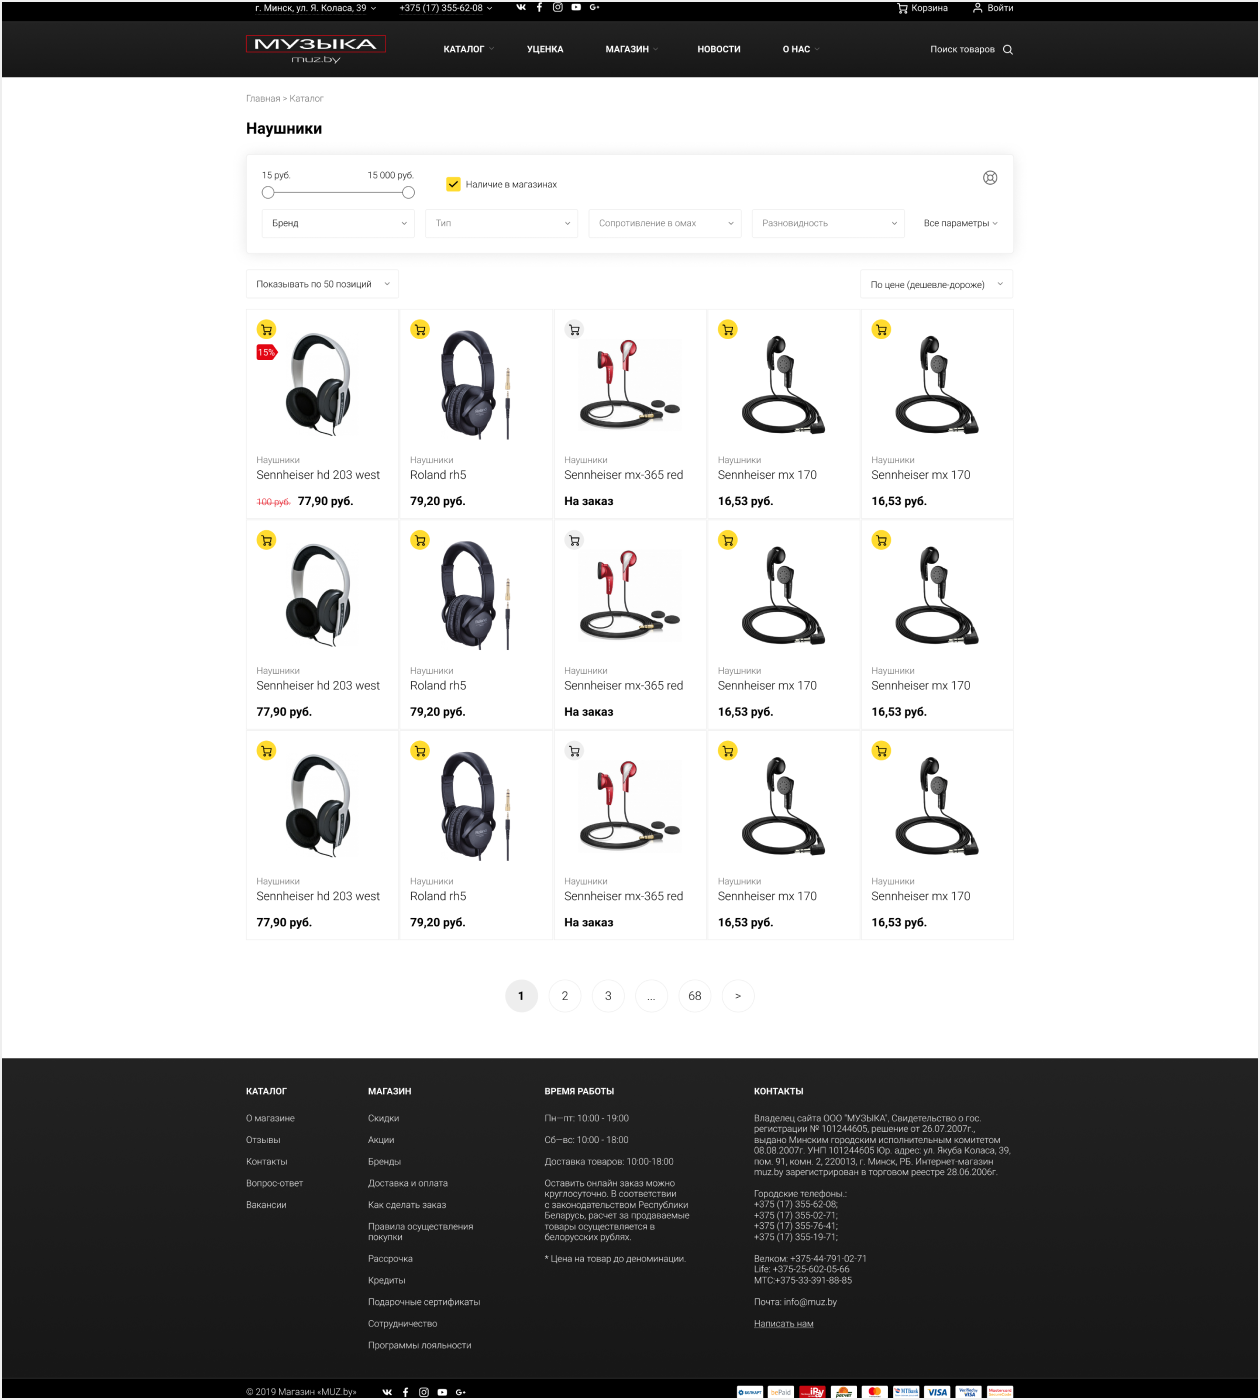 г. Минск, ул. Я. Коласа, 39
+375 (17) 355-62-08
Корзина
Войти
МУЗЫКА
muz.by
КАТАЛОГ
УЦЕНКА
МАГАЗИН
НОВОСТИ
О НАС
Поиск товаров
Главная > Каталог
Наушники
15 руб.
15 000 руб.
Наличие в магазинах
Бренд
Тип
Сопротивление в омах
Разновидность
Все параметры
Показывать по 50 позиций
По цене (дешевле-дороже)
15%
Наушники
Sennheiser hd 203 west
100 руб. 77,90 руб.
Наушники
Roland rh5
79,20 руб.
Наушники
Sennheiser mx-365 red
На заказ
Наушники
Sennheiser mx 170
16,53 руб.
Наушники
Sennheiser mx 170
16,53 руб.
Наушники
Sennheiser hd 203 west
77,90 руб.
Наушники
Roland rh5
79,20 руб.
Наушники
Sennheiser mx-365 red
На заказ
Наушники
Sennheiser mx 170
16,53 руб.
Наушники
Sennheiser mx 170
16,53 руб.
Наушники
Sennheiser hd 203 west
77,90 руб.
Наушники
Roland rh5
79,20 руб.
Наушники
Sennheiser mx-365 red
На заказ
Наушники
Sennheiser mx 170
16,53 руб.
Наушники
Sennheiser mx 170
16,53 руб.
1
2
3
...
68
>
КАТАЛОГ
О магазине
Отзывы
Контакты
Вопрос-ответ
Вакансии
МАГАЗИН
Скидки
Акции
Бренды
Доставка и оплата
Как сделать заказ
Правила осуществления
покупки
Рассрочка
Кредиты
Подарочные сертификаты
Сотрудничество
Программы лояльности
ВРЕМЯ РАБОТЫ
Пн—пт: 10:00 - 19:00
Сб—вс: 10:00 - 18:00
Доставка товаров: 10:00-18:00
Оставить онлайн заказ можно
круглосуточно. В соответствии
с законодательством Республики
Беларусь, расчет за продаваемые
товары осуществляется в
белорусских рублях.
* Цена на товар до деноминации.
КОНТАКТЫ
Владелец сайта ООО "МУЗЫКА", Свидетельство о гос.
регистрации № 101244605, решение от 26.07.2007г.,
выдано Минским городским исполнительным комитетом
08.08.2007г. УНП 101244605 Юр. адрес: ул. Якуба Коласа, 39,
пом. 91, комн. 2, 220013, г. Минск, РБ. Интернет-магазин
muz.by зарегистрирован в торговом реестре 28.06.2006г.
Городские телефоны.:
+375 (17) 355-62-08;
+375 (17) 355-02-71;
+375 (17) 355-76-41;
+375 (17) 355-19-71;
Велком: +375-44-791-02-71
Life: +375-25-602-05-66
МТС:+375-33-391-88-85
Почта: info@muz.by
Написать нам
© 2019 Магазин «MUZ.by»
БЕЛКАРТ
bePaid
iPay
расчет
MTBank
VISA
Verified by
VISA